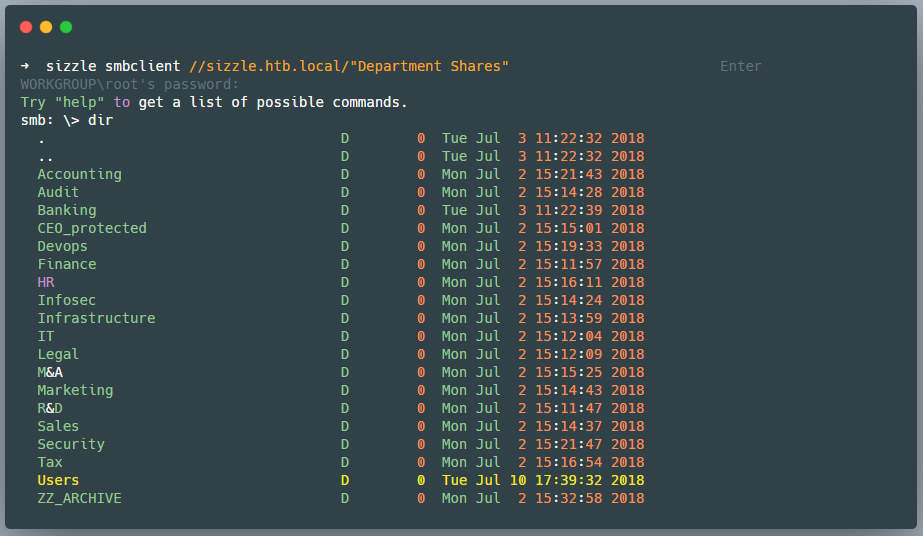 ➜  sizzle smbclient //sizzle.htb.local/"Department Shares"                         Enter
WORKGROUP\root's password:
Try "help" to get a list of possible commands.
smb: \> dir
  .                                   D        0  Tue Jul  3 11:22:32 2018
  ..                                  D        0  Tue Jul  3 11:22:32 2018
  Accounting                          D        0  Mon Jul  2 15:21:43 2018
  Audit                               D        0  Mon Jul  2 15:14:28 2018
  Banking                             D        0  Tue Jul  3 11:22:39 2018
  CEO_protected                       D        0  Mon Jul  2 15:15:01 2018
  Devops                              D        0  Mon Jul  2 15:19:33 2018
  Finance                             D        0  Mon Jul  2 15:11:57 2018
  HR                                  D        0  Mon Jul  2 15:16:11 2018
  Infosec                             D        0  Mon Jul  2 15:14:24 2018
  Infrastructure                      D        0  Mon Jul  2 15:13:59 2018
  IT                                  D        0  Mon Jul  2 15:12:04 2018
  Legal                               D        0  Mon Jul  2 15:12:09 2018
  M&A                                 D        0  Mon Jul  2 15:15:25 2018
  Marketing                           D        0  Mon Jul  2 15:14:43 2018
  R&D                                 D        0  Mon Jul  2 15:11:47 2018
  Sales                               D        0  Mon Jul  2 15:14:37 2018
  Security                            D        0  Mon Jul  2 15:21:47 2018
  Tax                                 D        0  Mon Jul  2 15:16:54 2018
  Users                               D        0  Tue Jul 10 17:39:32 2018
  ZZ_ARCHIVE                          D        0  Mon Jul  2 15:32:58 2018